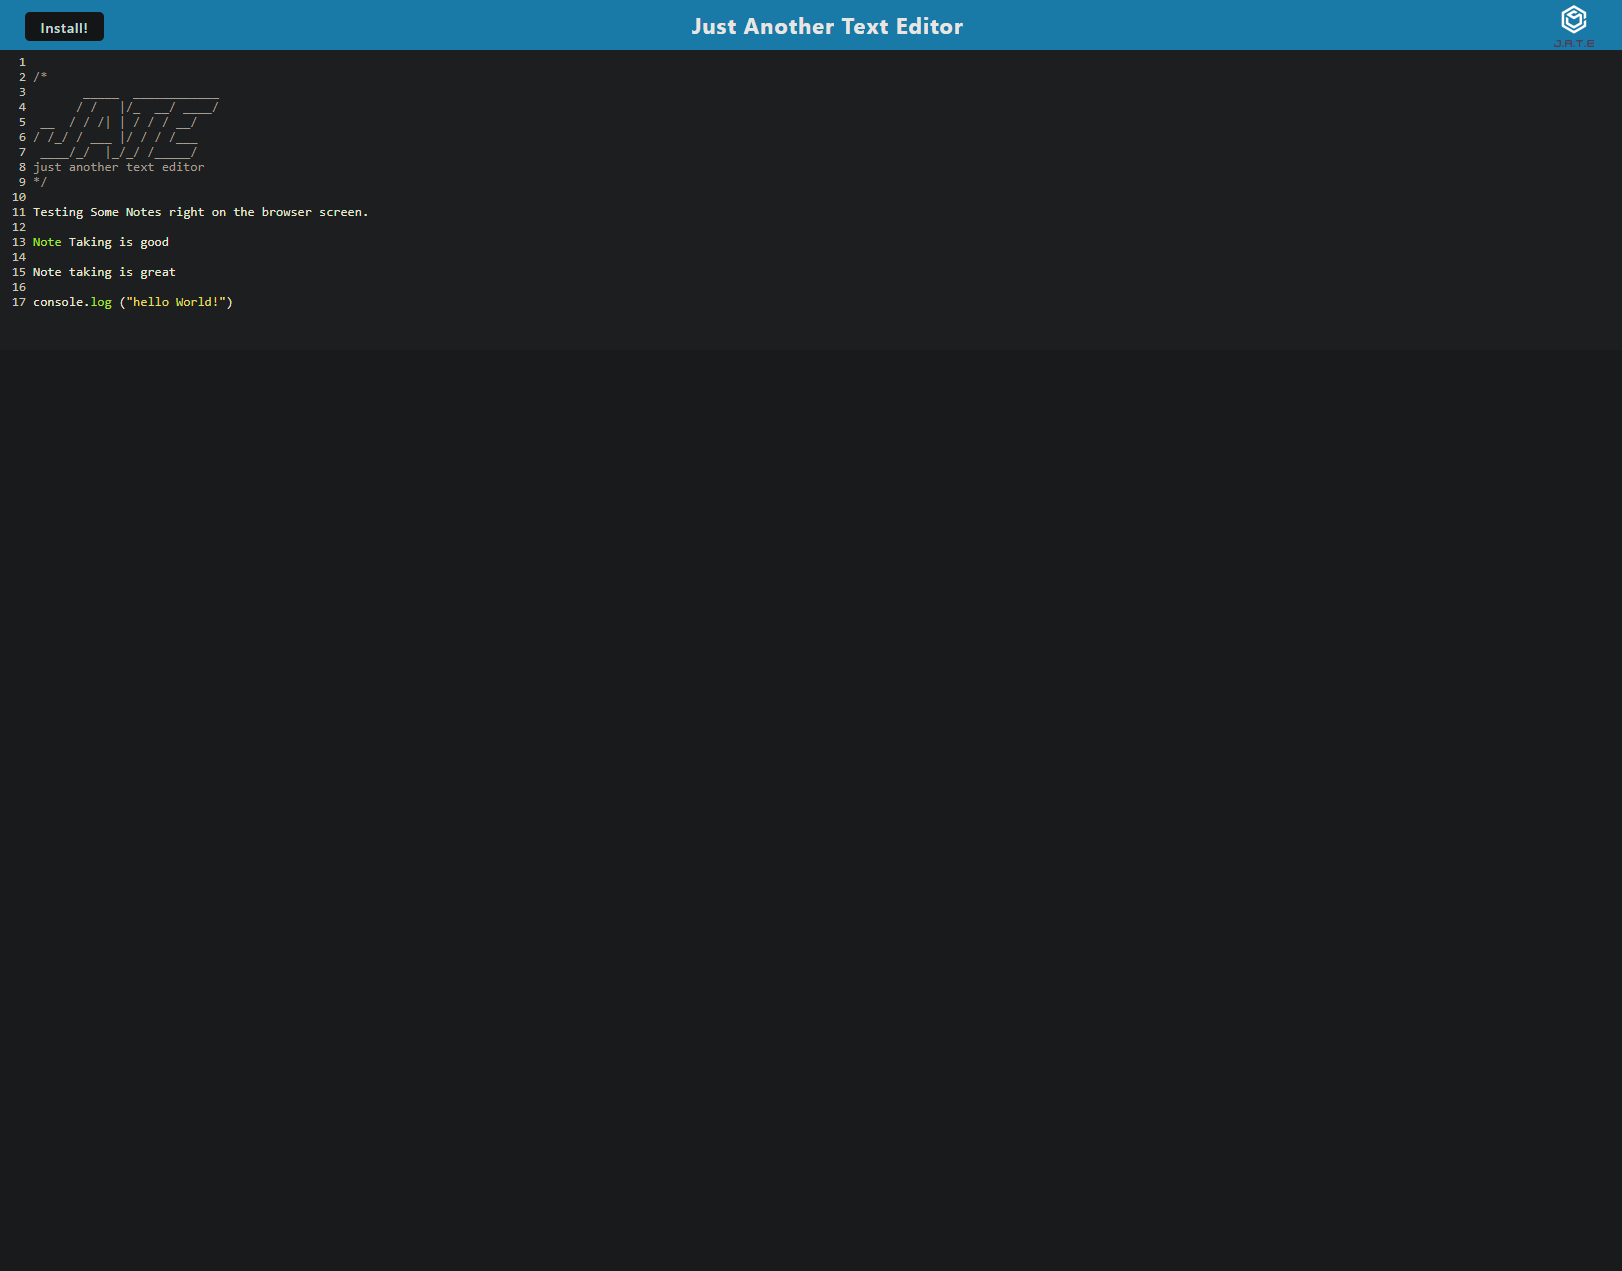 Install!
Just Another Text Editor
J.A.T.E
1
2 /*
3        _____  ____________
4       / /   |/_  __/ ____/
5  __  / / /| | / / / __/
6 / /_/ / ___ |/ / / /___
7  ____/_/  |_/_/ /_____/
8 just another text editor
9 */
10
11 Testing Some Notes right on the browser screen.
12
13 Note Taking is good
14
15 Note taking is great
16
17 console.log ("hello World!")